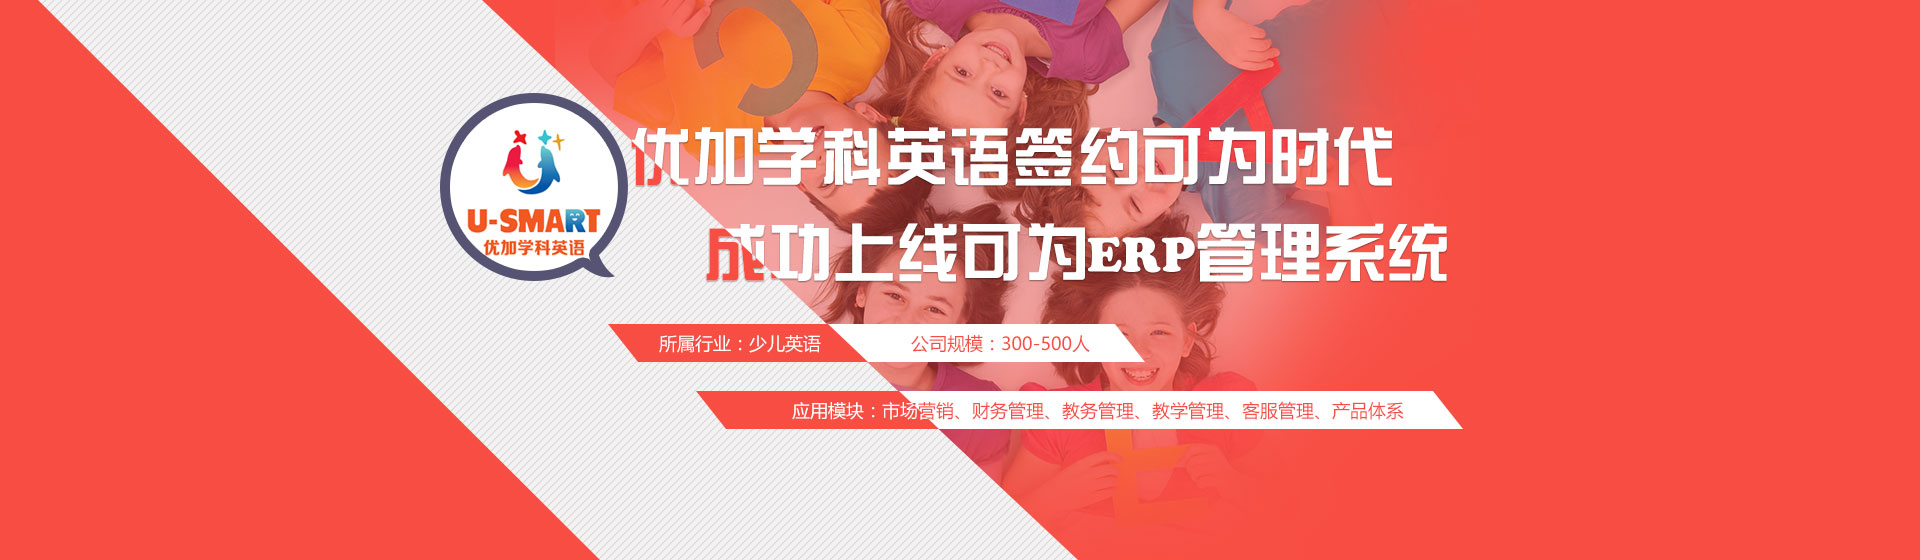 U-SMART
优加学科英语
优加学科英语签约可为时代
成功上线可为ERP管理系统
所属行业：少儿英语 公司规模：300-500人
应用模块：市场营销、财务管理、教务管理、教学管理、客服管理、产品体系